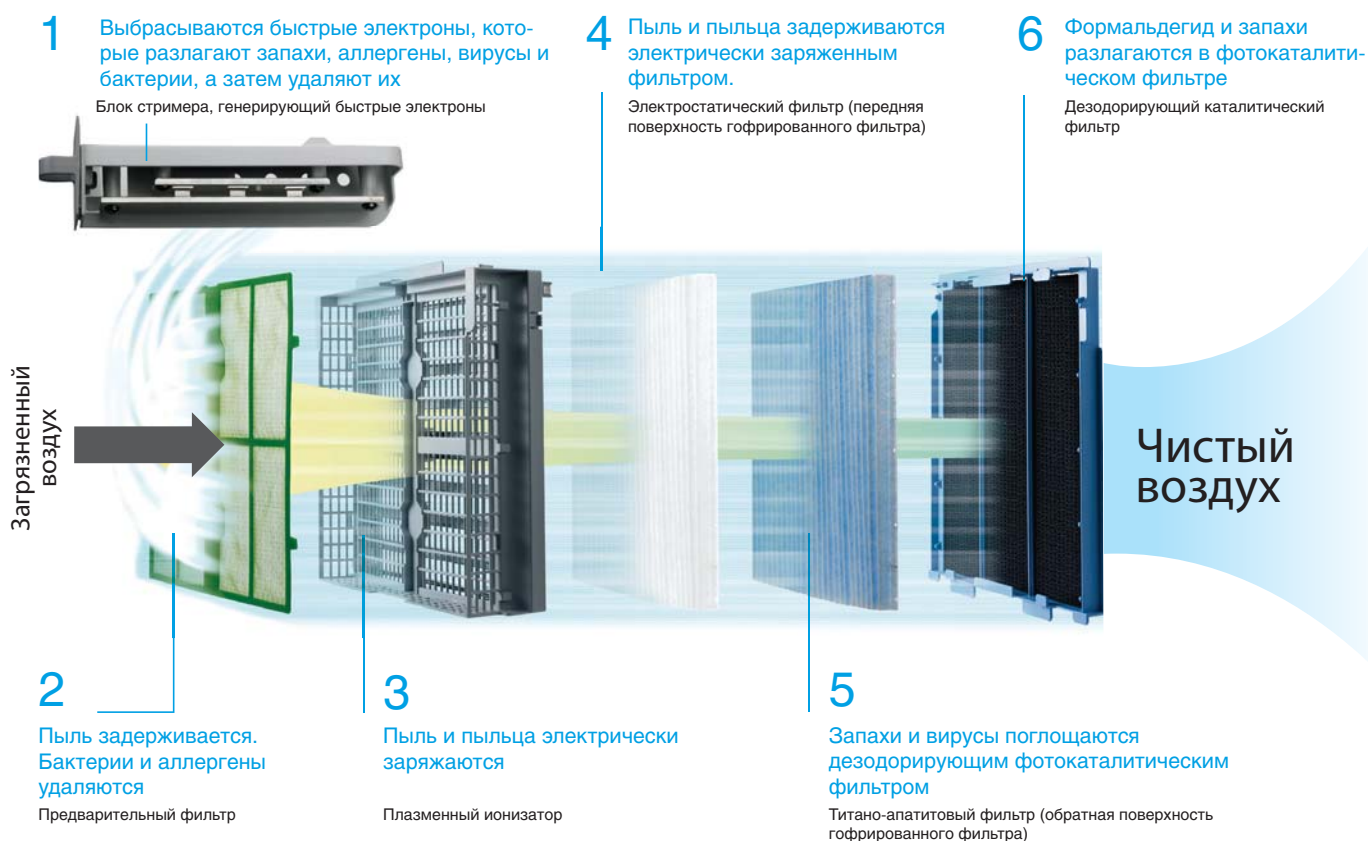 1
Выбрасываются быстрые электроны, кото-
рые разлагают запахи, аллергены, вирусы и
бактерии, а затем удаляют их
Блок стримера, генерирующий быстрые электроны
4
Пыль и пыльца задерживаются
электрически заряженным
фильтром.
Электростатический фильтр (передняя
поверхность гофрированного фильтра)
6
Формальдегид и запахи
разлагаются в фотокаталити-
ческом фильтре
Дезодорирующий каталитический
фильтр
Загрязненный
воздух
Чистый
воздух
2
Пыль задерживается.
Бактерии и аллергены
удаляются
Предварительный фильтр
3
Пыль и пыльца электрически
заряжаются
Плазменный ионизатор
5
Запахи и вирусы поглощаются
дезодорирующим фотокаталитическим
фильтром
Титано-апатитовый фильтр (обратная поверхность
гофрированного фильтра)